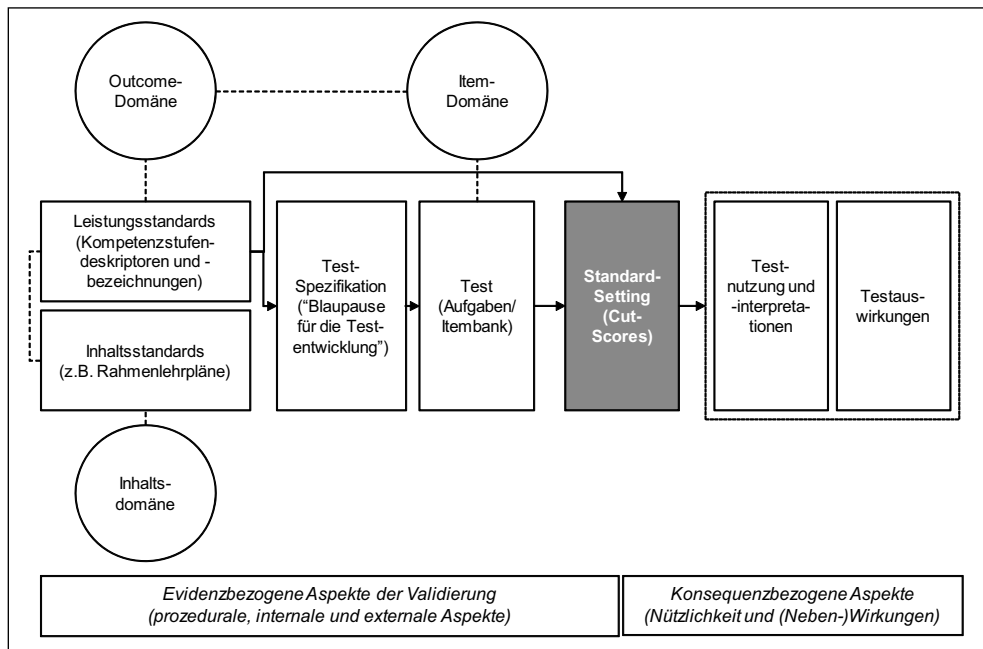 Outcome-
Domäne
Item-
Domäne
Leistungsstandards
(Kompetenzstufen-
deskriptoren und -
bezeichnungen)
Inhaltsstandards
(z.B. Rahmenlehrpläne)
Test-
Spezifikation
(“Blaupause
für die Test-
entwicklung”)
Test
(Aufgaben/
Itembank)
Standard-
Setting
(Cut-
Scores)
Test-
nutzung und
-interpreta-
tionen
Testaus-
wirkungen
Inhalts-
domäne
Evidenzbezogene Aspekte der Validierung
(prozedurale, internale und externale Aspekte)
Konsequenzbezogene Aspekte
(Nützlichkeit und (Neben-)Wirkungen)